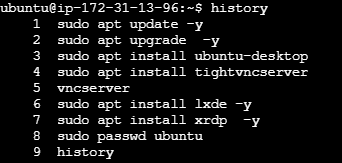 ubuntu@ip-172-31-13-96:~$ history
1 sudo apt update -y
2 sudo apt upgrade -y
3 sudo apt install ubuntu-desktop
4 sudo apt install tightvncserver
5 vncserver
6 sudo apt install lxde -y
7 sudo apt install xrdp -y
8 sudo passwd ubuntu
9 history